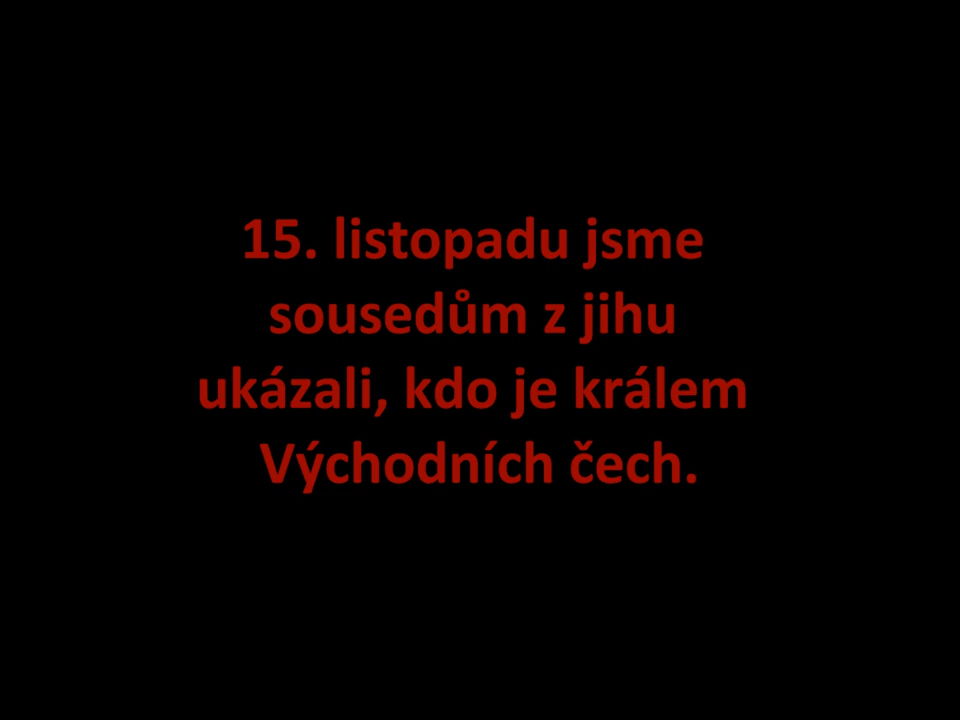 15. listopadu jsme
sousedům z jihu
ukázali, kdo je králem
Východních čech.